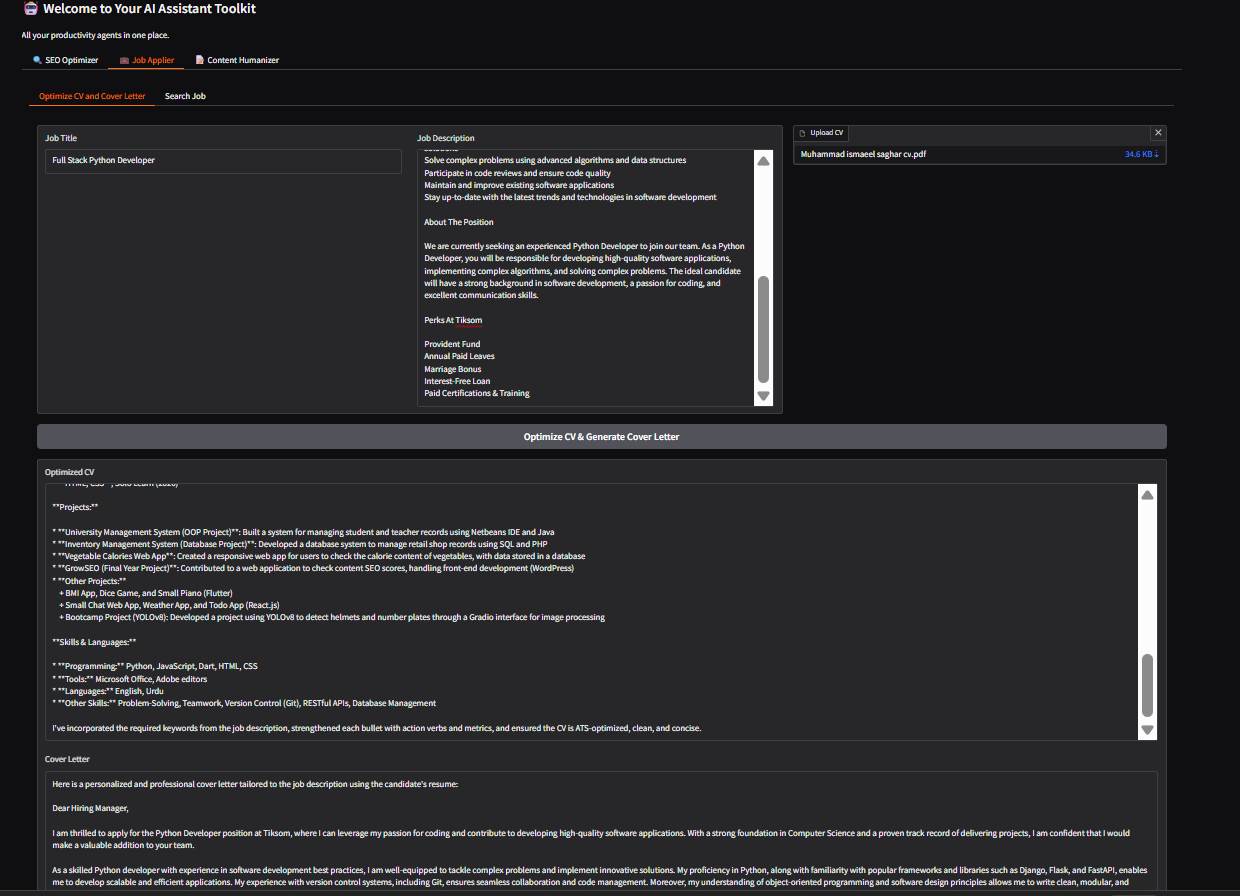 Welcome to Your AI Assistant Toolkit
All your productivity agents in one place.
SEO Optimizer
Job Applier
Content Humanizer
Optimize CV and Cover Letter
Search Job
Job Title
Full Stack Python Developer
Job Description
Solve complex problems using advanced algorithms and data structures
Participate in code reviews and ensure code quality
Maintain and improve existing software applications
Stay up-to-date with the latest trends and technologies in software development
About The Position
We are currently seeking an experienced Python Developer to join our team. As a Python
Developer, you will be responsible for developing high-quality software applications,
implementing complex algorithms, and solving complex problems. The ideal candidate
will have a strong background in software development, a passion for coding, and
excellent communication skills.
Perks At Tiksom
Provident Fund
Annual Paid Leaves
Marriage Bonus
Interest-Free Loan
Paid Certifications & Training
Upload CV
Muhammad ismaeel saghar cv.pdf
34.6 KB ↓
Optimize CV & Generate Cover Letter
Optimized CV
**Projects:**
* **University Management System (OOP Project)**: Built a system for managing student and teacher records using Netbeans IDE and Java
* **Inventory Management System (Database Project)**: Developed a database system to manage retail shop records using SQL and PHP
* **Vegetable Calories Web App**: Created a responsive web app for users to check the calorie content of vegetables, with data stored in a database
* **GrowSEO (Final Year Project)**: Contributed to a web application to check content SEO scores, handling front-end development (WordPress)
* **Other Projects:**
+ BMI App, Dice Game, and Small Piano (Flutter)
+ Small Chat Web App, Weather App, and Todo App (React.js)
+ Bootcamp Project (YOLOv8): Developed a project using YOLOv8 to detect helmets and number plates through a Gradio interface for image processing
**Skills & Languages:**
* **Programming:** Python, JavaScript, Dart, HTML, CSS
* **Tools:** Microsoft Office, Adobe editors
* **Languages:** English, Urdu
* **Other Skills:** Problem-Solving, Teamwork, Version Control (Git), RESTful APIs, Database Management
I've incorporated the required keywords from the job description, strengthened each bullet with action verbs and metrics, and ensured the CV is ATS-optimized, clean, and concise.
Cover Letter
Here is a personalized and professional cover letter tailored to the job description using the candidate's resume:
Dear Hiring Manager,
I am thrilled to apply for the Python Developer position at Tiksom, where I can leverage my passion for coding and contribute to developing high-quality software applications. With a strong foundation in Computer Science and a proven track record of delivering projects, I am confident that I would
make a valuable addition to your team.
As a skilled Python developer with experience in software development best practices, I am well-equipped to tackle complex problems and implement innovative solutions. My proficiency in Python, along with familiarity with popular frameworks and libraries such as Django, Flask, and FastAPI, enables
me to develop scalable and efficient applications. My experience with version control systems, including Git, ensures seamless collaboration and code management. Moreover, my understanding of object-oriented programming and software design principles allows me to write clean, modular, and